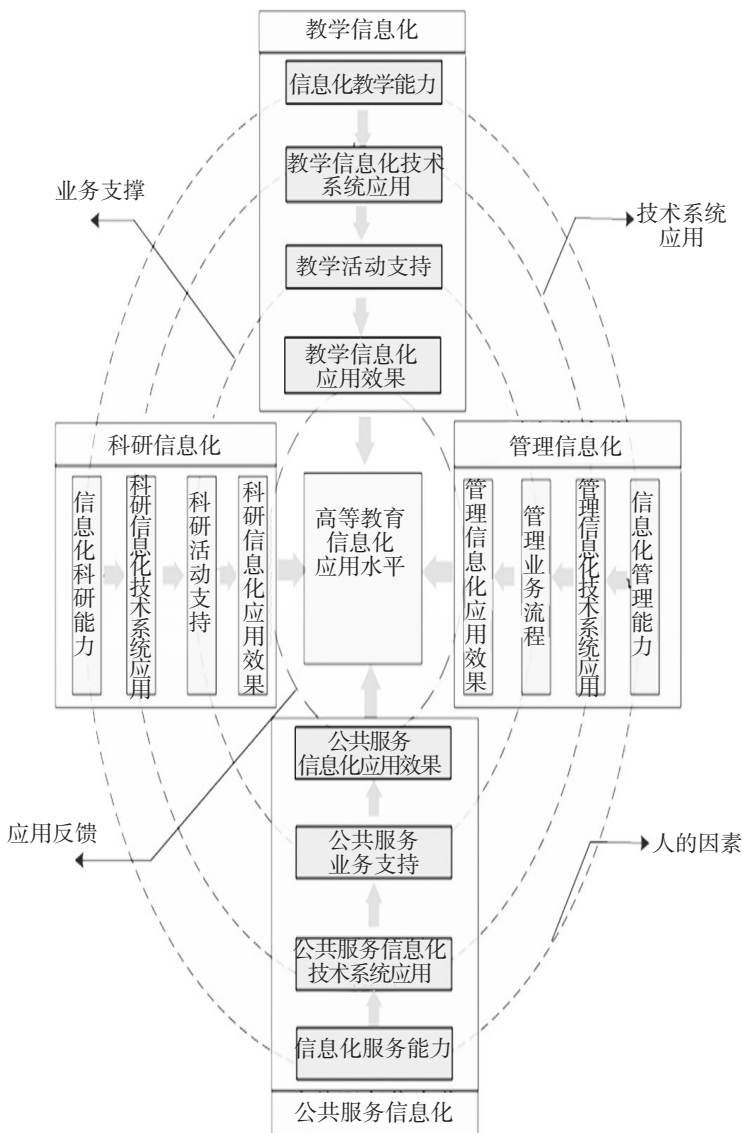 教学信息化
信息化教学能力
教学信息化技术
系统应用
教学活动支持
教学信息化
应用效果
业务支撑
技术系统
应用
科研信息化
信息化科研能力
科研信息化技术系统应用
科研活动支持
科研信息化应用效果
高等教育
信息化
应用水平
管理信息化
管理信息化应用效果
管理业务流程
管理信息化技术系统应用
信息化管理能力
公共服务
信息化应用效果
公共服务
业务支持
公共服务信息化
技术系统应用
信息化服务能力
公共服务信息化
应用反馈
人的因素